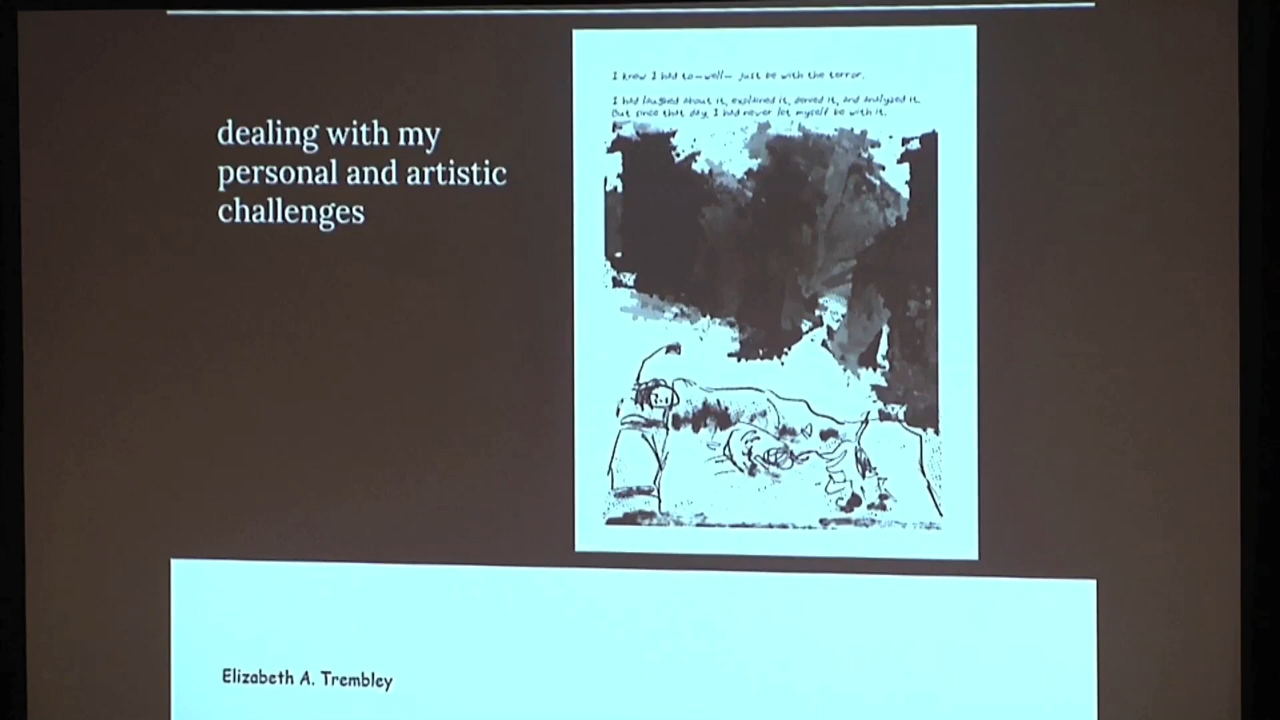 dealing with my
personal and artistic
challenges
I knew I had to—well— just be with the terror.
I had laughed about it, explained it, denied it, and analyzed it.
But since that day, I had never let myself be with it.
Elizabeth A. Trembley